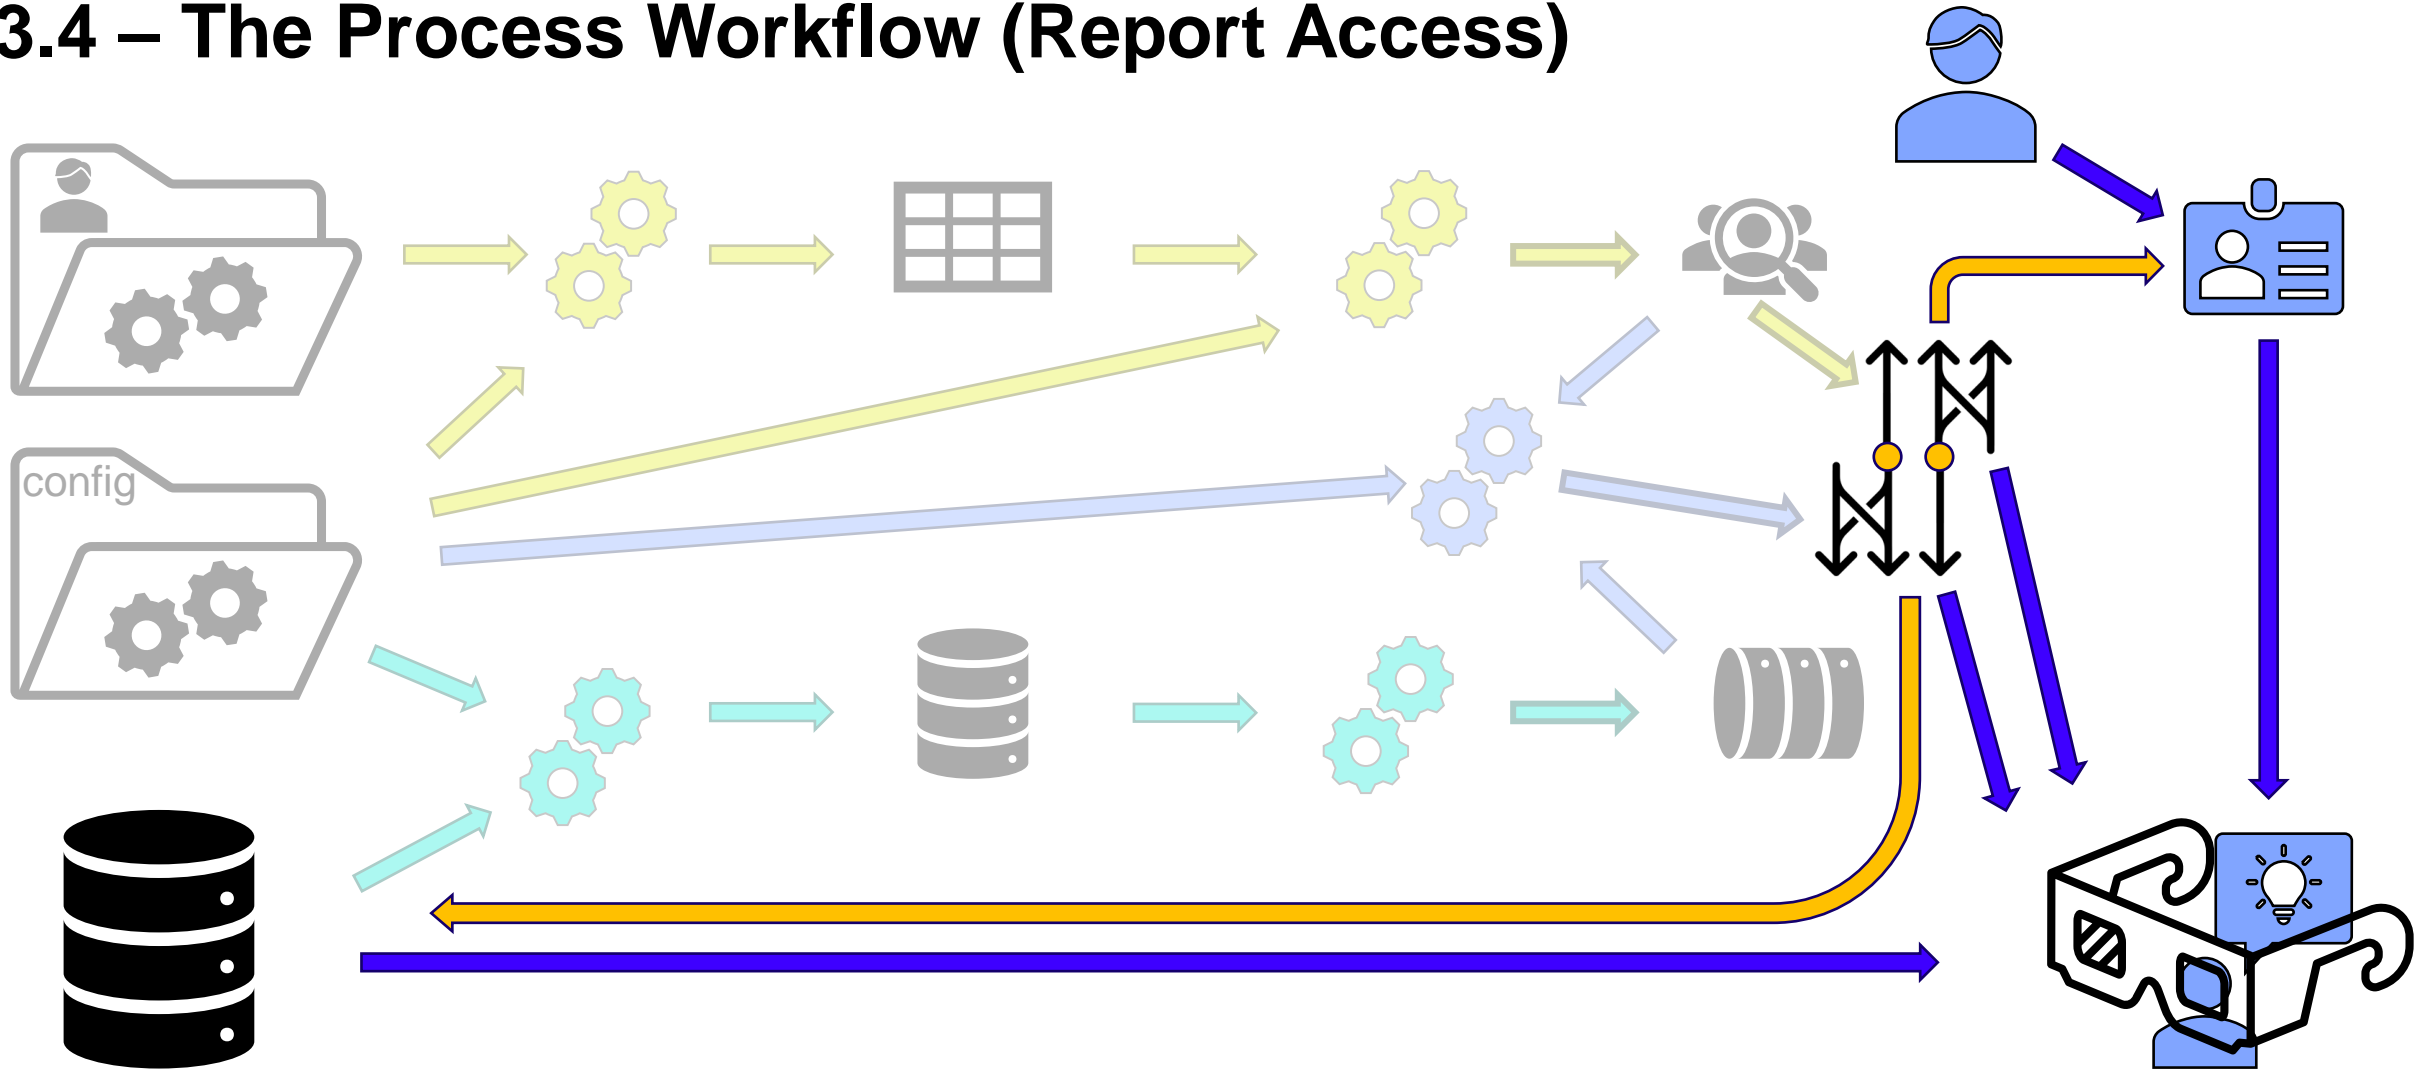 3.4 – The Process Workflow (Report Access)
config